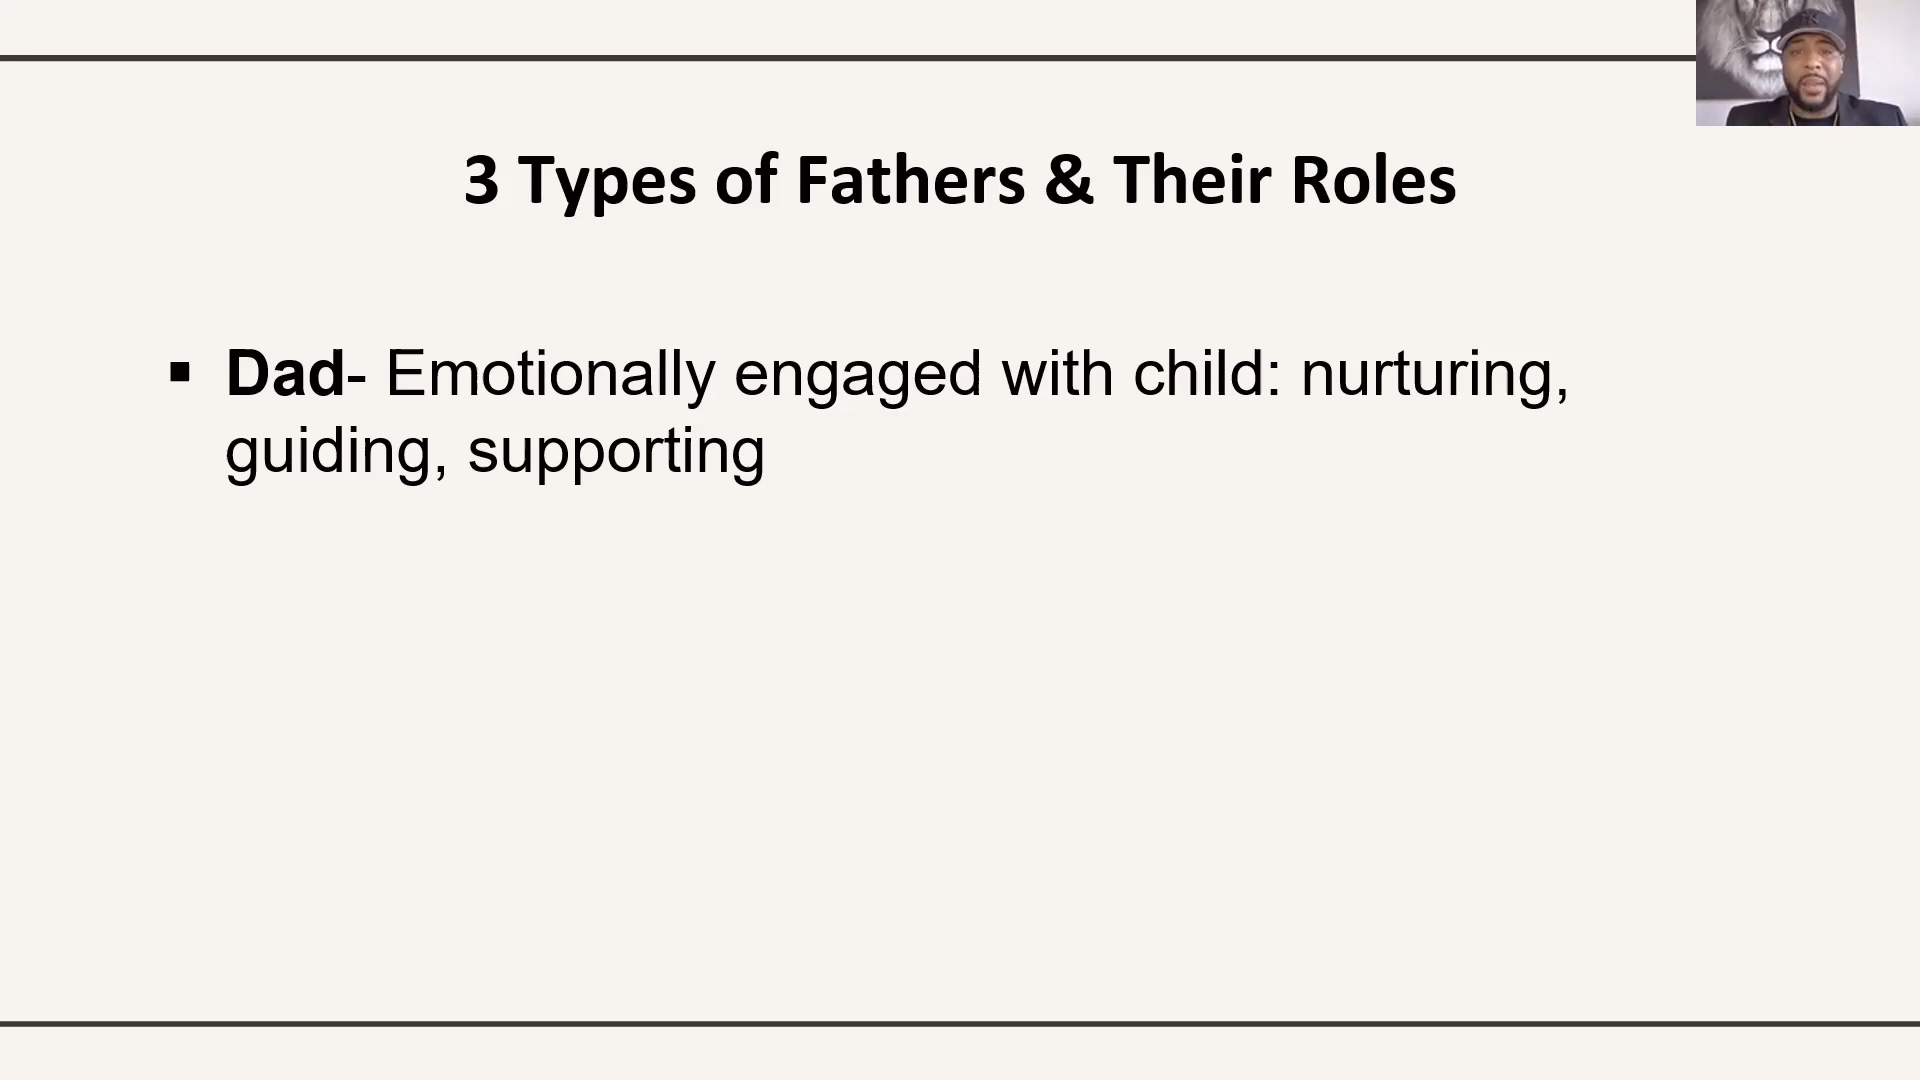 3 Types of Fathers & Their Roles
▪ Dad- Emotionally engaged with child: nurturing,
guiding, supporting